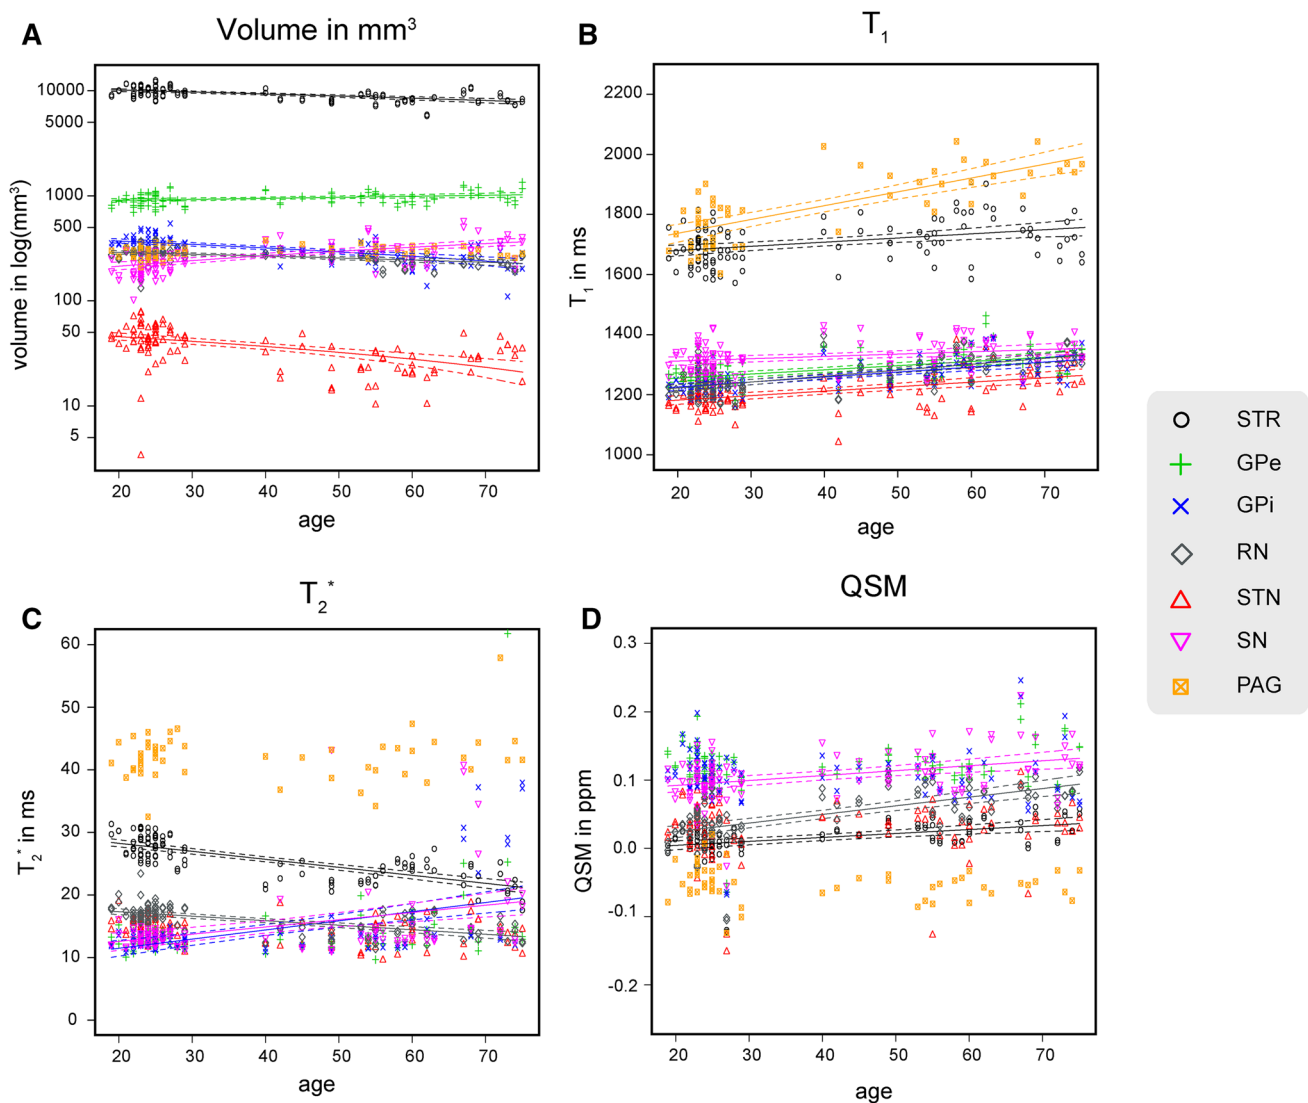 A
Volume in mm³
volume in log(mm³)
10000
5000
1000
500
100
50
10
5
20
30
40
50
60
70
age
B
T₁
T₁ in ms
2200
2000
1800
1600
1400
1200
1000
20
30
40
50
60
70
age
C
T₂*
T₂* in ms
60
50
40
30
20
10
0
20
30
40
50
60
70
age
D
QSM
QSM in ppm
0.3
0.2
0.1
0.0
-0.1
-0.2
20
30
40
50
60
70
age
STR
GPe
GPi
RN
STN
SN
PAG